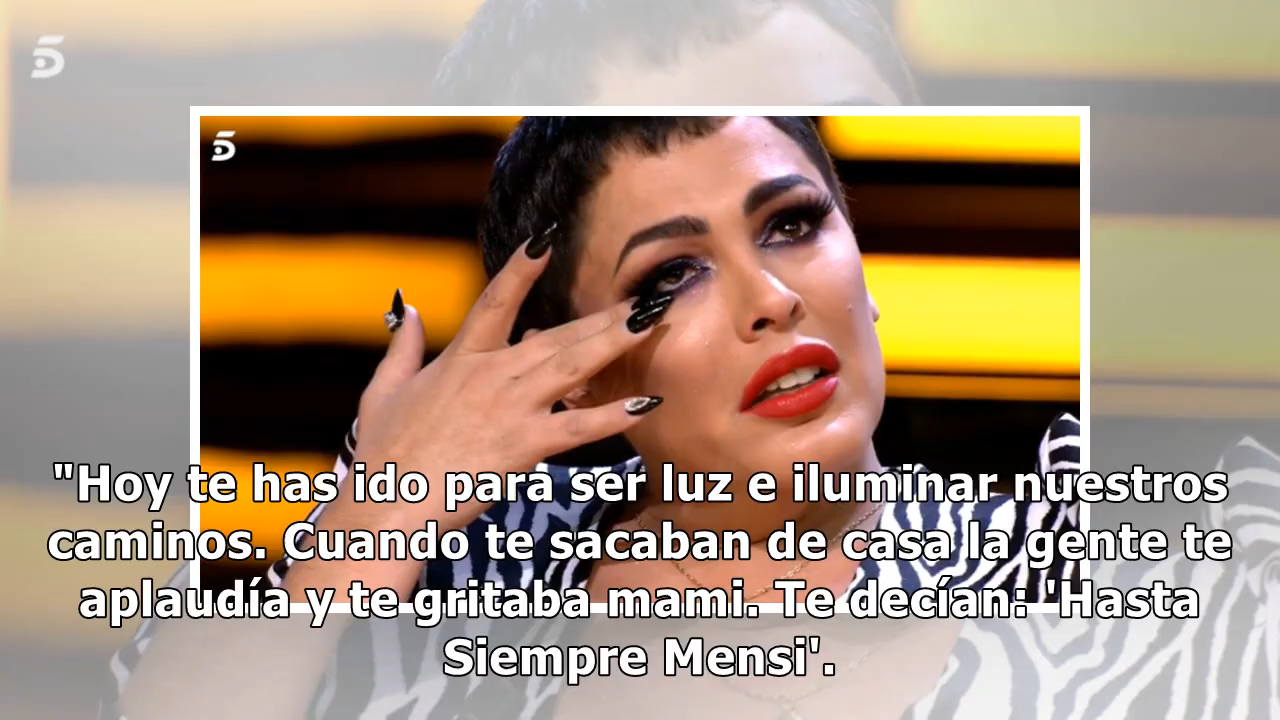 "Hoy te has ido para ser luz e iluminar nuestros
caminos. Cuando te sacaban de casa la gente te
aplaudía y te gritaba mami. Te decían: 'Hasta
Siempre Mensi'.